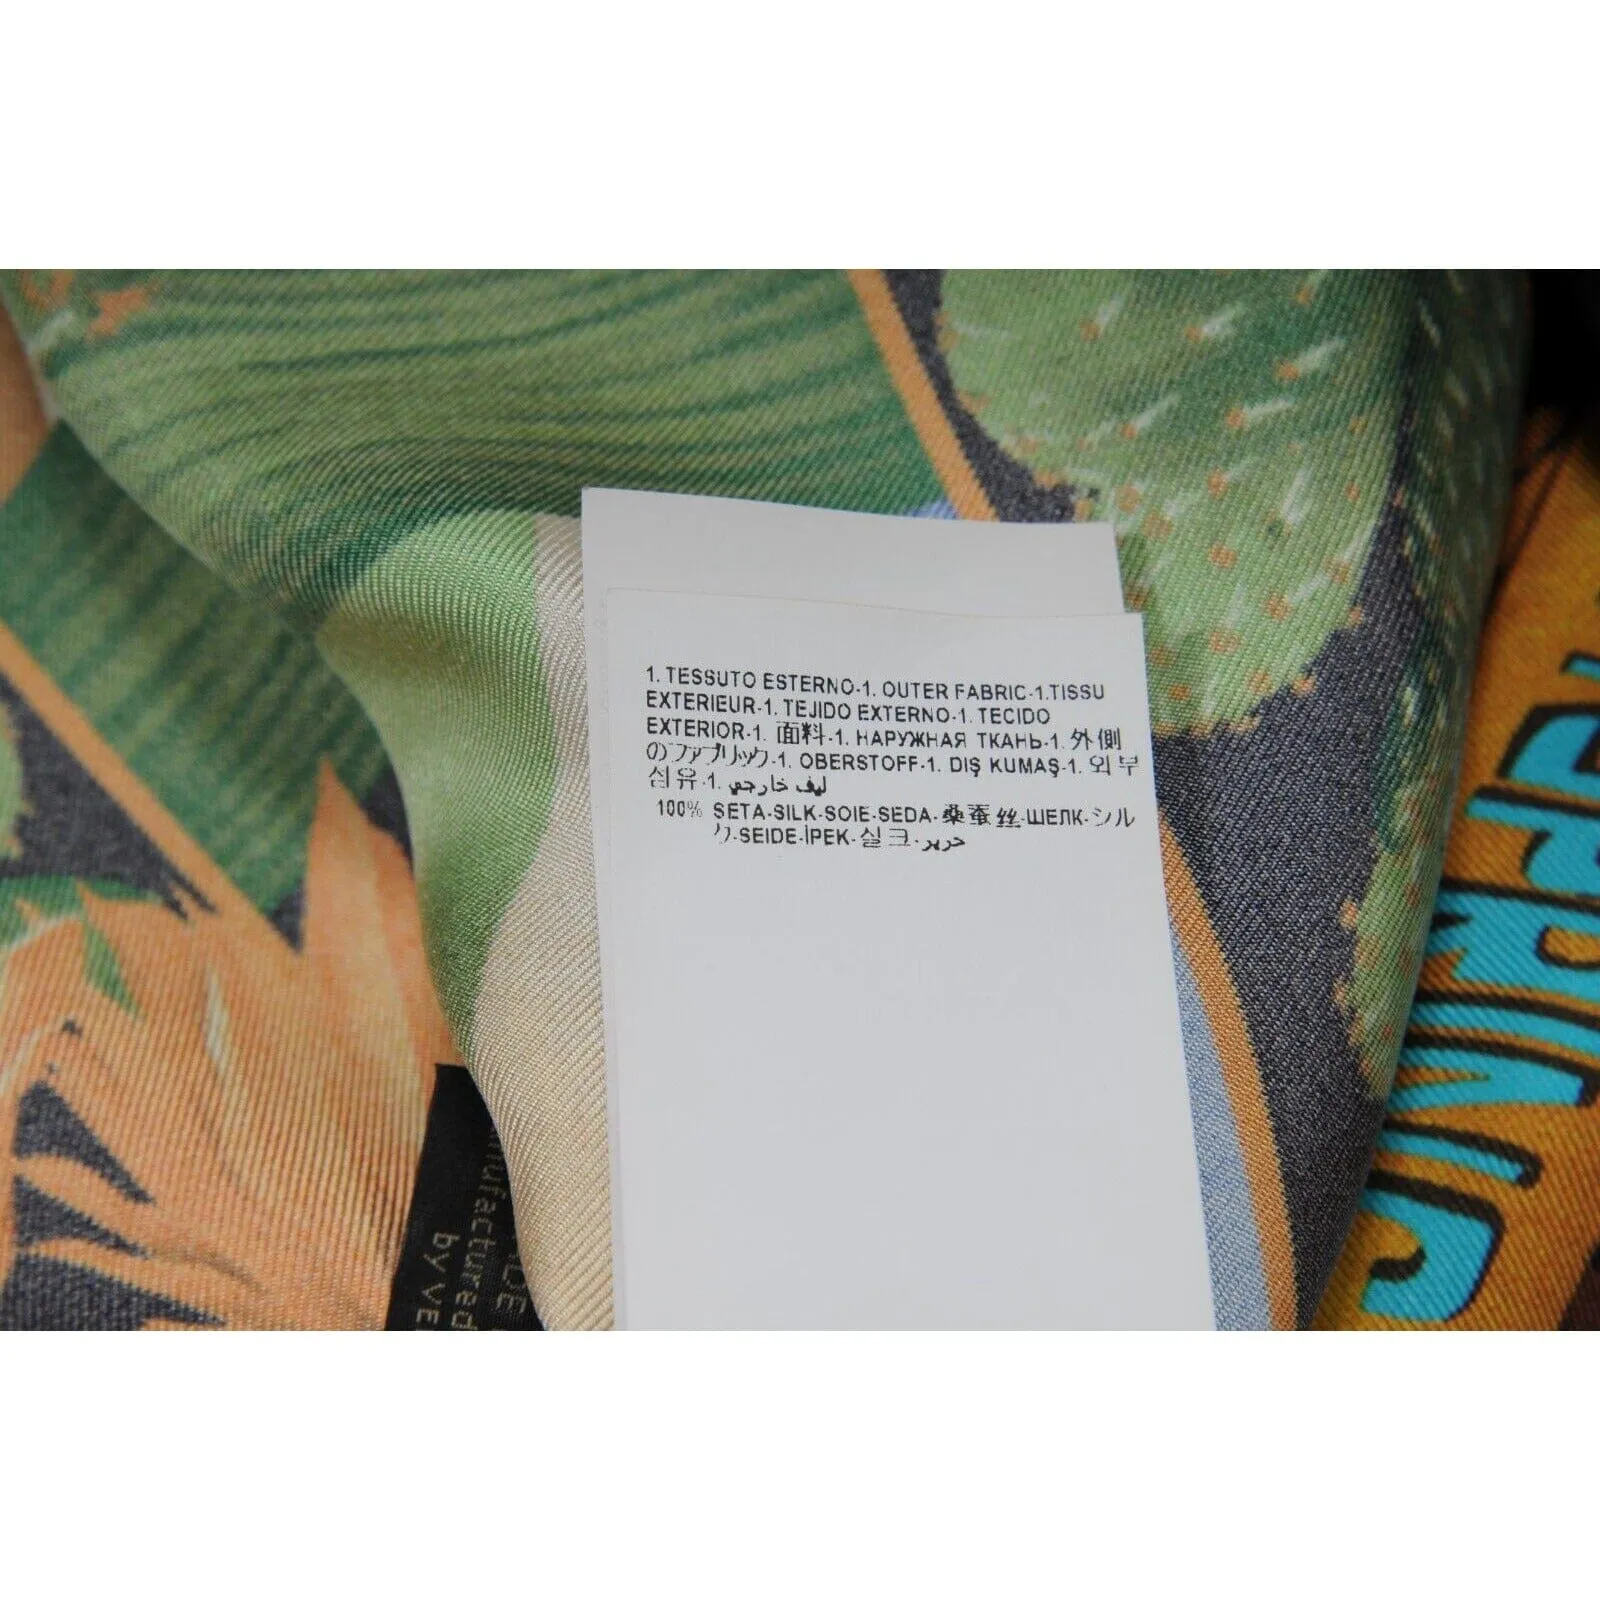 1. TESSUTO ESTERNO-1. OUTER FABRIC-1.TISSU
EXTERIEUR-1. TEJIDO EXTERNO-1. TECIDO
EXTERIOR-1. 面料-1. НАРУЖНАЯ ТКАНЬ-1. 外側
のファブリック-1. OBERSTOFF-1. DIŞ KUMAŞ-1. 외부
섬유-1. ليف خارجي
100% SETA-SILK-SOIE-SEDA-桑蚕丝-ШЕЛК-シル
ク-SEIDE-İPEK-실크-حرير
by